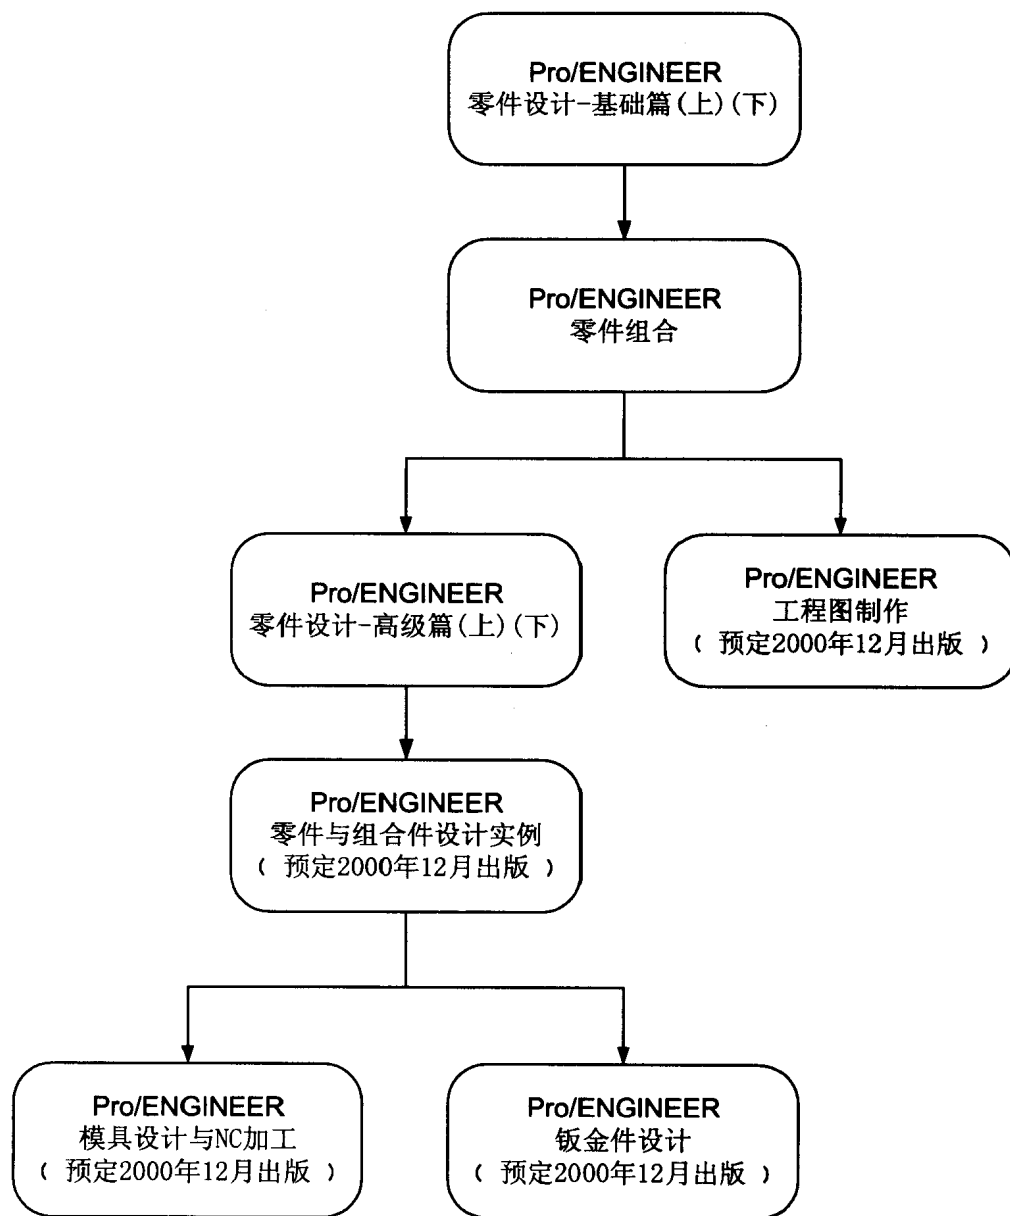 Pro/ENGINEER
零件设计-基础篇(上)(下)
Pro/ENGINEER
零件组合
Pro/ENGINEER
零件设计-高级篇(上)(下)
Pro/ENGINEER
工程图制作
( 预定2000年12月出版 )
Pro/ENGINEER
零件与组合件设计实例
( 预定2000年12月出版 )
Pro/ENGINEER
模具设计与NC加工
( 预定2000年12月出版 )
Pro/ENGINEER
钣金件设计
( 预定2000年12月出版 )